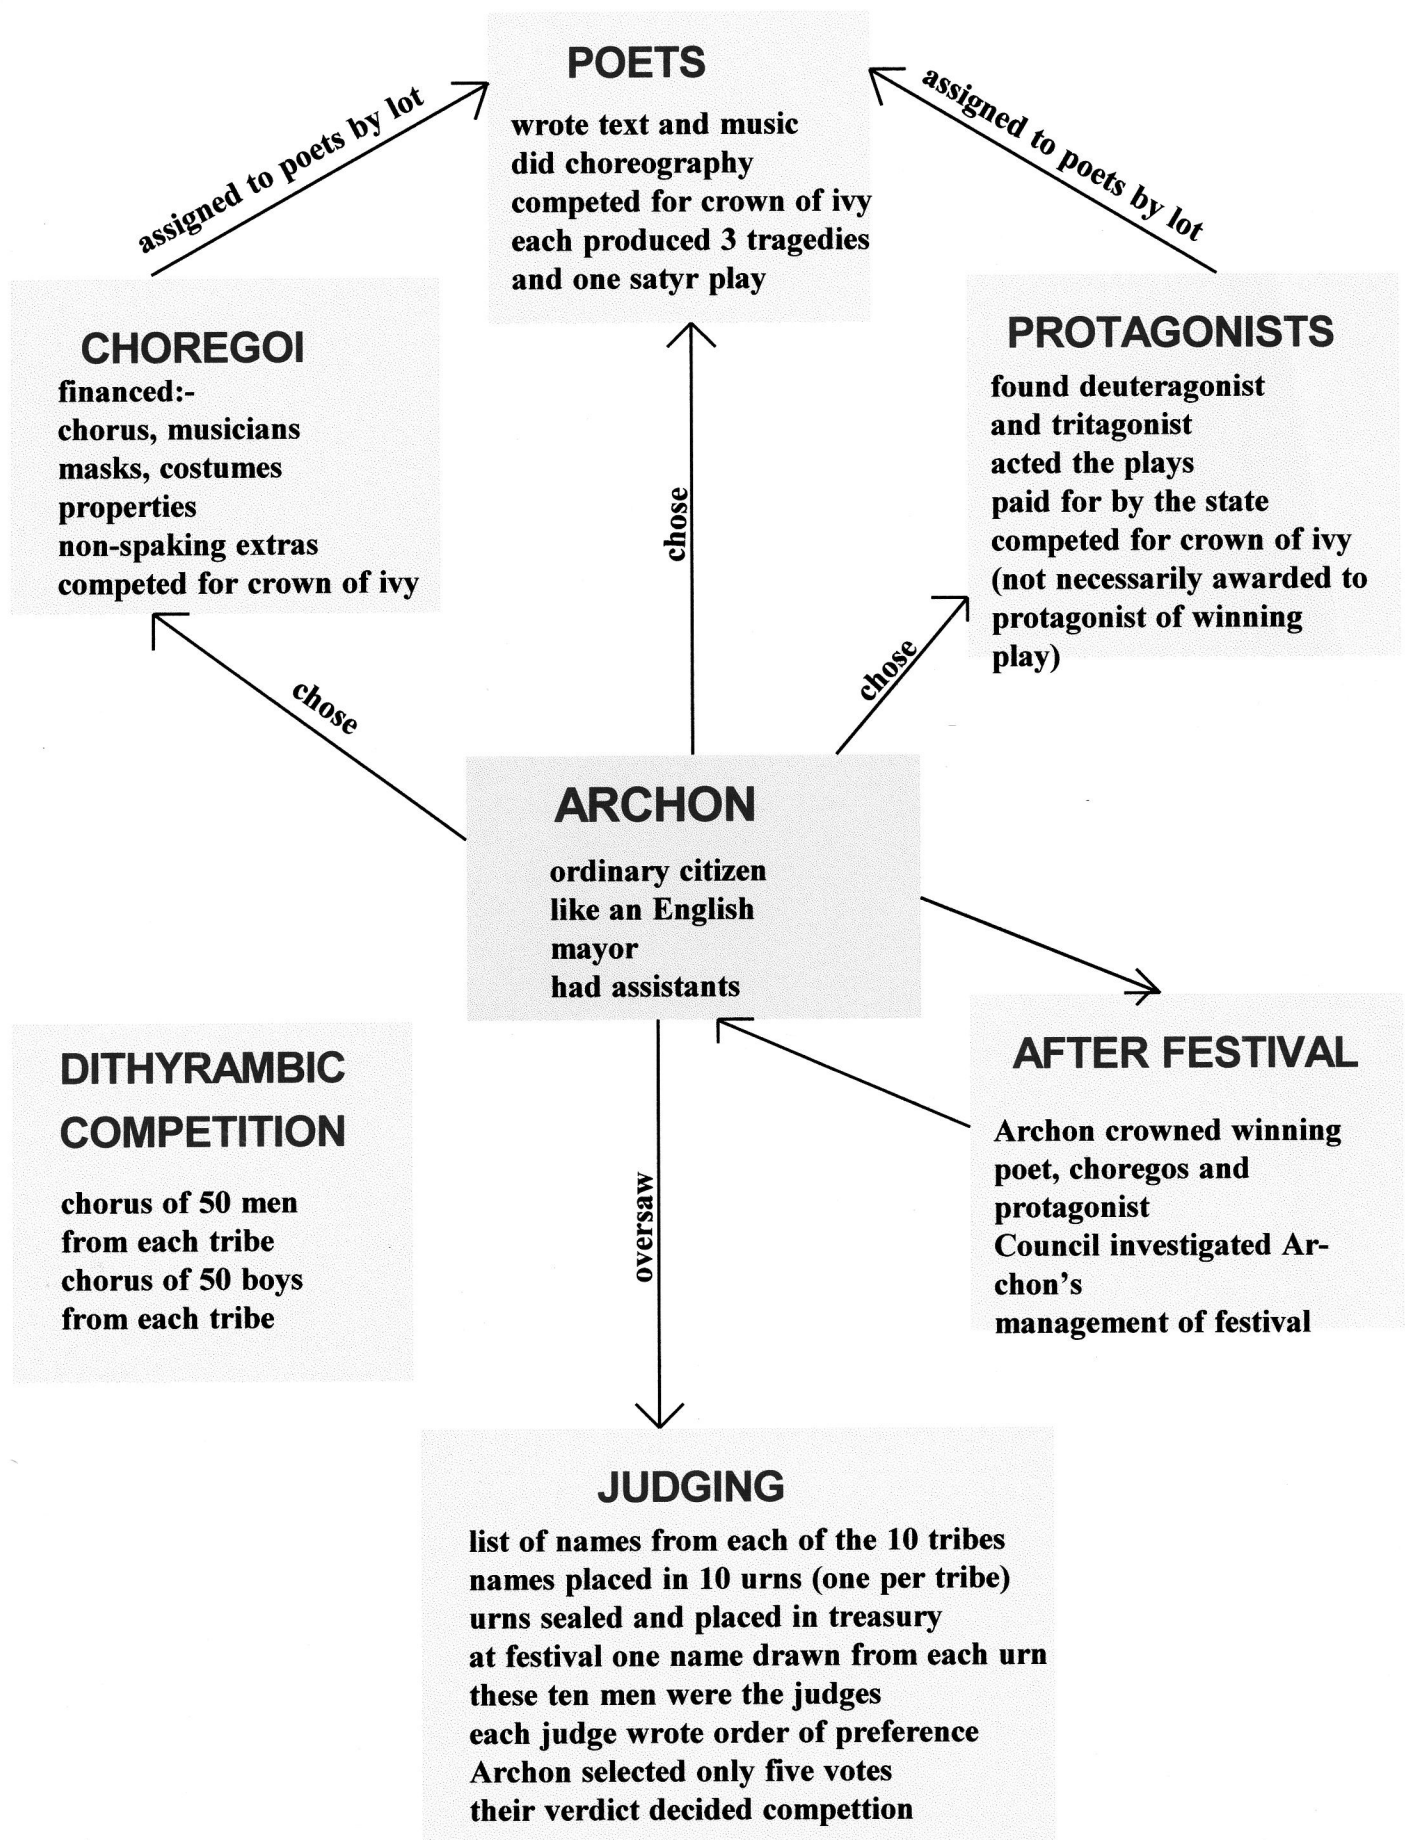 POETS
wrote text and music
did choreography
competed for crown of ivy
each produced 3 tragedies
and one satyr play
assigned to poets by lot
assigned to poets by lot
CHOREGOI
financed:-
chorus, musicians
masks, costumes
properties
non-spaking extras
competed for crown of ivy
PROTAGONISTS
found deuteragonist
and tritagonist
acted the plays
paid for by the state
competed for crown of ivy
(not necessarily awarded to
protagonist of winning
play)
chose
chose
chose
ARCHON
ordinary citizen
like an English
mayor
had assistants
DITHYRAMBIC
COMPETITION
chorus of 50 men
from each tribe
chorus of 50 boys
from each tribe
oversaw
AFTER FESTIVAL
Archon crowned winning
poet, choregos and
protagonist
Council investigated Ar-
chon’s
management of festival
JUDGING
list of names from each of the 10 tribes
names placed in 10 urns (one per tribe)
urns sealed and placed in treasury
at festival one name drawn from each urn
these ten men were the judges
each judge wrote order of preference
Archon selected only five votes
their verdict decided compettion